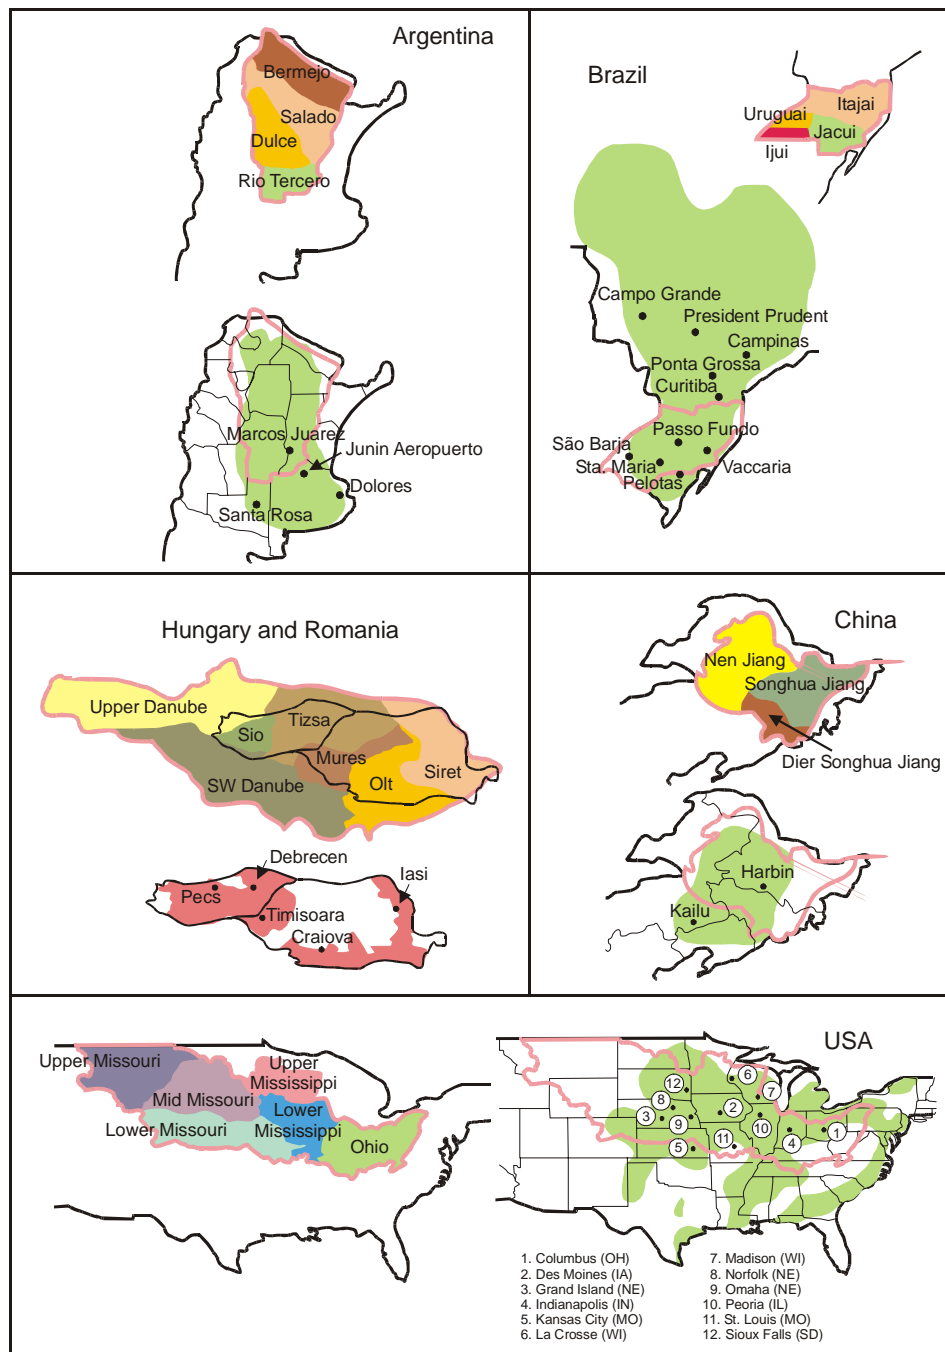 Argentina
Bermejo
Salado
Dulce
Rio Tercero
Marcos Juarez
Junin Aeropuerto
Dolores
Santa Rosa
Brazil
Itajai
Uruguai
Jacui
Ijui
Campo Grande
President Prudent
Campinas
Ponta Grossa
Curitiba
Passo Fundo
São Barja
Sta. Maria
Vaccaria
Pelotas
Hungary and Romania
Upper Danube
Tizsa
Sio
Mures
SW Danube
Olt
Siret
Debrecen
Iasi
Pecs
Timisoara
Craiova
China
Nen Jiang
Songhua Jiang
Dier Songhua Jiang
Harbin
Kailu
USA
Upper Missouri
Upper
Mississippi
Mid Missouri
Lower
Mississippi
Lower Missouri
Ohio
6
12
7
8
3
2
9
10
11
4
1
5
1. Columbus (OH)
2 Des Moines (IA)
3 Grand Island (NE)
4 Indianapolis (IN)
5 Kansas City (MO)
6 La Crosse (WI)
7. Madison (WI)
8 Norfolk (NE)
9 Omaha (NE)
10 Peoria (IL)
11 St. Louis (MO)
12 Sioux Falls (SD)